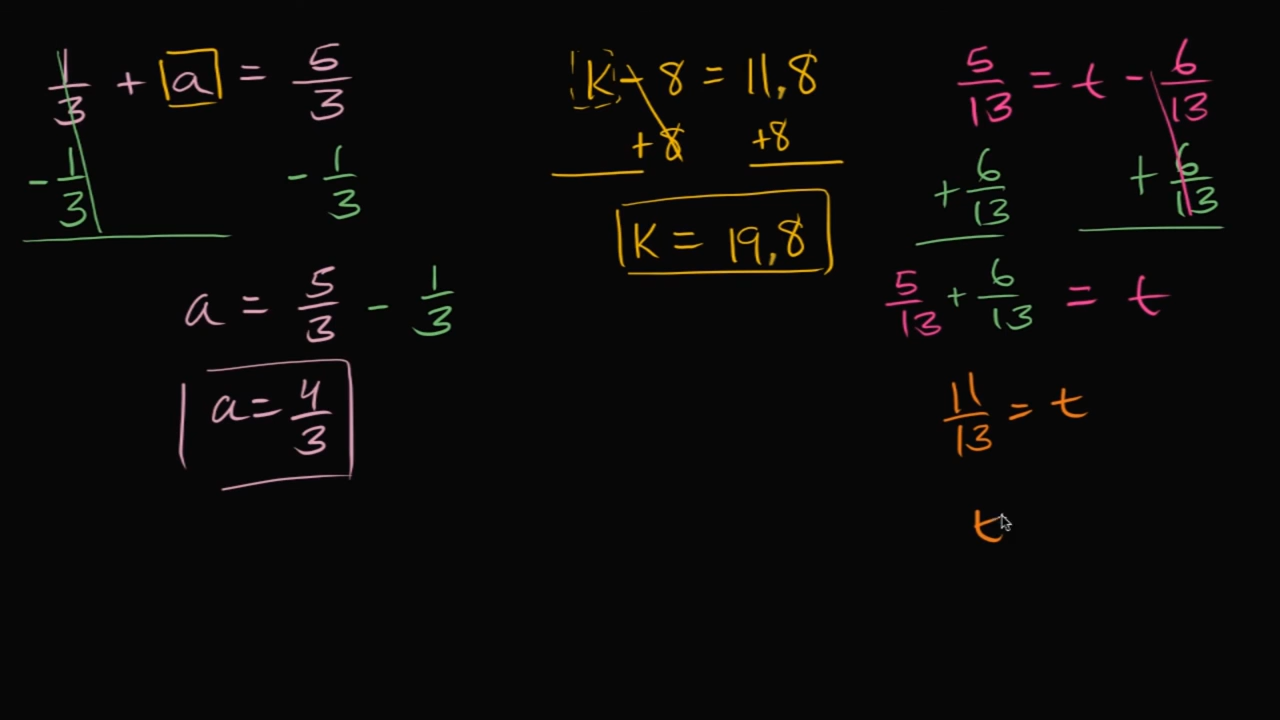 1/3 + a = 5/3
- 1/3 - 1/3
a = 5/3 - 1/3
a = 4/3
K - 8 = 11,8
+ 8 +8
K = 19,8
5/13 = t - 6/13
+ 6/13 + 6/13
5/13 + 6/13 = t
11/13 = t
t